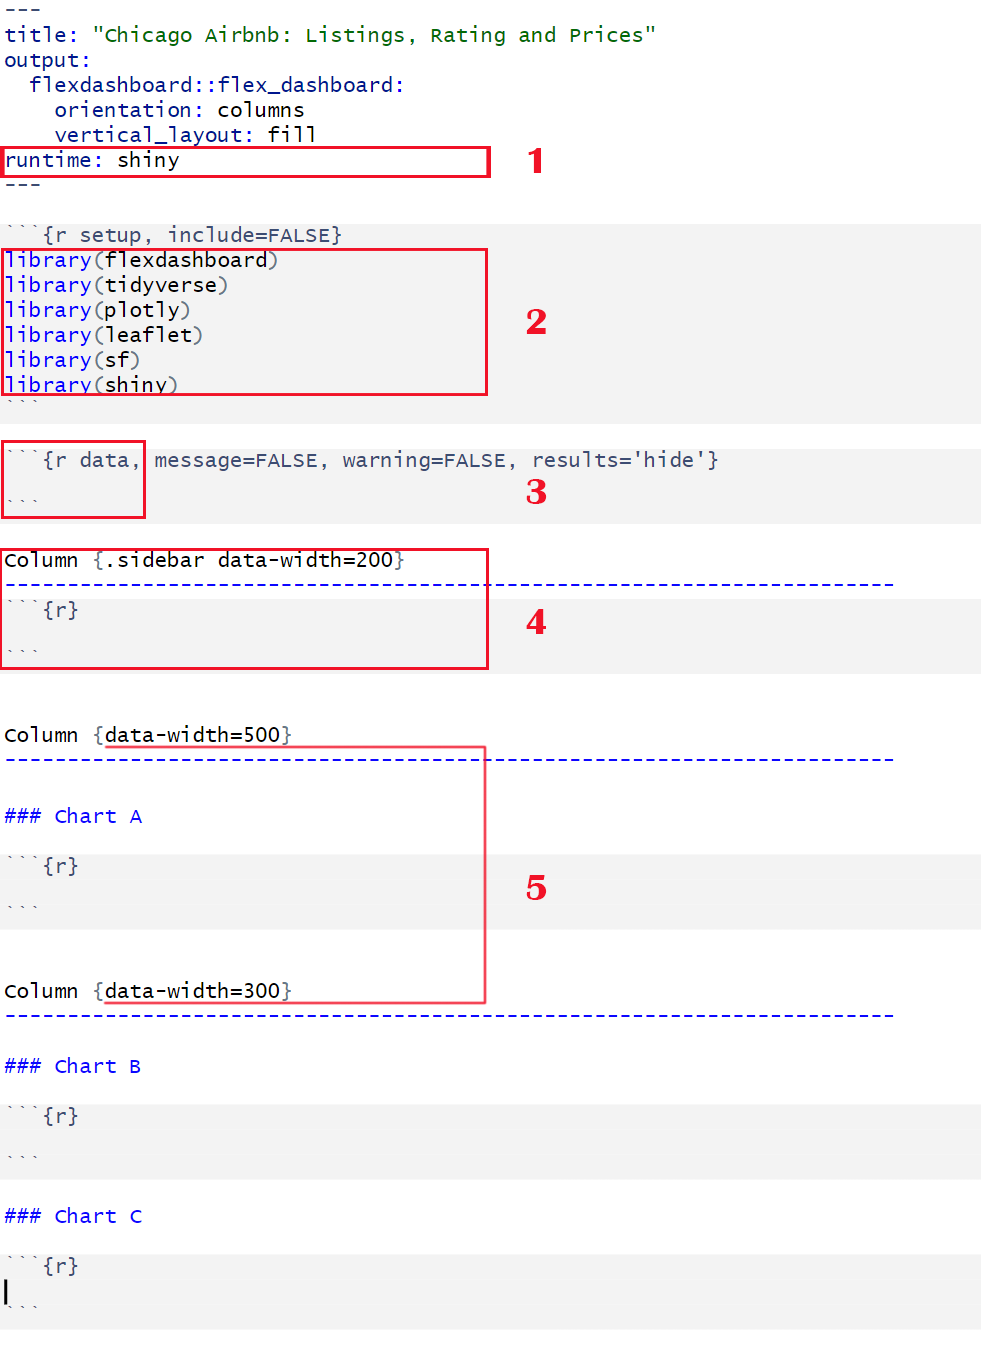 ---
title: "Chicago Airbnb: Listings, Rating and Prices"
output:
  flexdashboard::flex_dashboard:
    orientation: columns
    vertical_layout: fill
runtime: shiny
1
---
```{r setup, include=FALSE}
library(flexdashboard)
library(tidyverse)
library(plotly)
2
library(leaflet)
library(sf)
library(shiny)
```
```{r data, message=FALSE, warning=FALSE, results='hide'}
3
```
Column {.sidebar data-width=200}
-----------------------------------------------------------------------
```{r}
4
```
Column {data-width=500}
-----------------------------------------------------------------------
### Chart A
```{r}
5
```
Column {data-width=300}
-----------------------------------------------------------------------
### Chart B
```{r}
```
### Chart C
```{r}
```